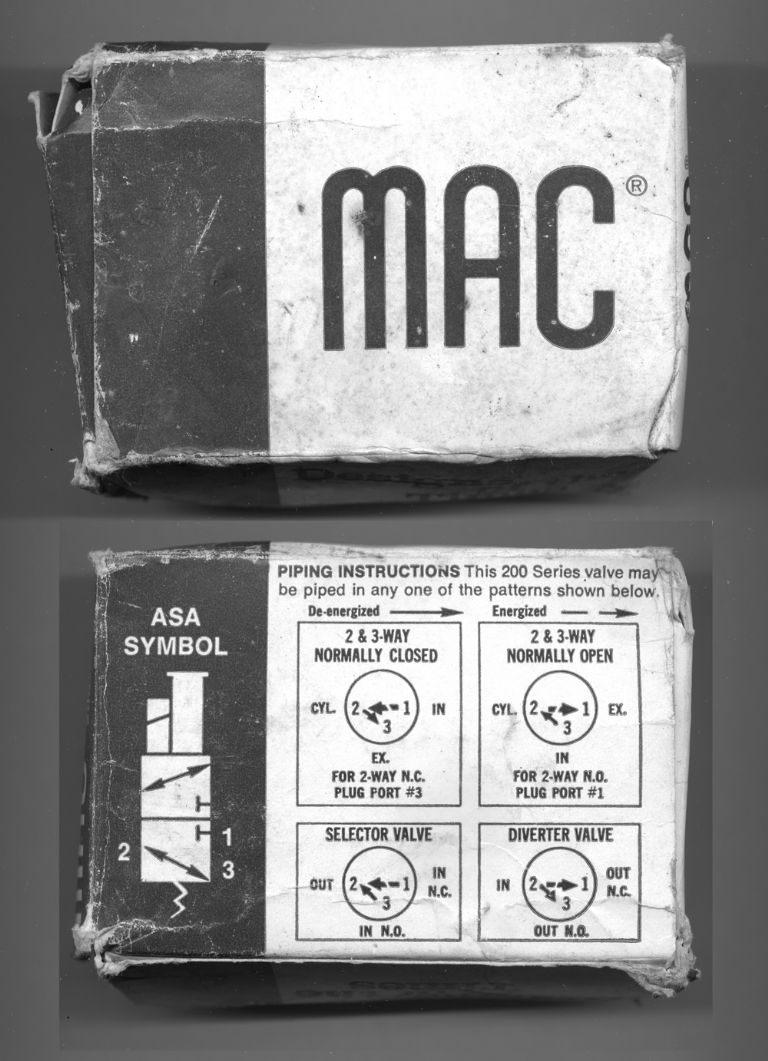 MAC®
PIPING INSTRUCTIONS This 200 Series valve may
be piped in any one of the patterns shown below.
De-energized
Energized
ASA
SYMBOL
2
1
3
2 & 3-WAY
NORMALLY CLOSED
CYL. 2 1 IN
3
EX.
FOR 2-WAY N.C.
PLUG PORT #3
2 & 3-WAY
NORMALLY OPEN
CYL. 2 1 EX.
3
IN
FOR 2-WAY N.O.
PLUG PORT #1
SELECTOR VALVE
OUT 2 1 IN
N.C.
3
IN N.O.
DIVERTER VALVE
IN 2 1 OUT
N.C.
3
OUT N.O.